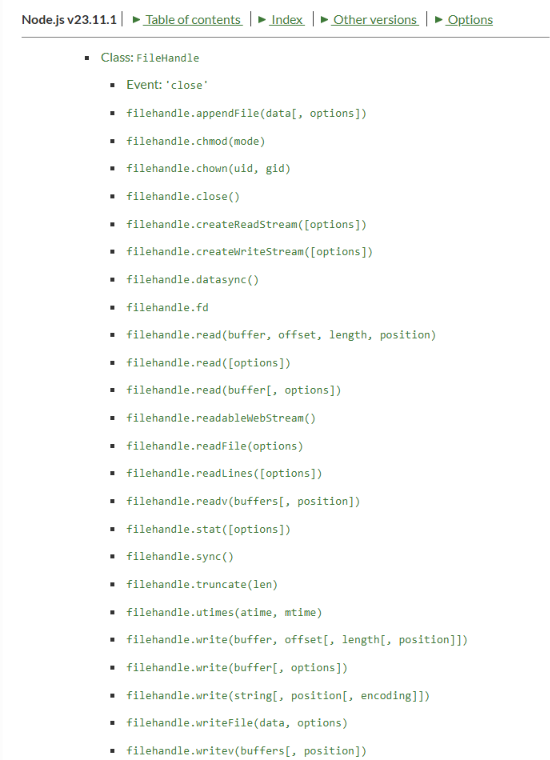 Node.js v23.11.1 | ► Table of contents | ► Index | ► Other versions | ► Options
Class: FileHandle
Event: 'close'
filehandle.appendFile(data[, options])
filehandle.chmod(mode)
filehandle.chown(uid, gid)
filehandle.close()
filehandle.createReadStream([options])
filehandle.createWriteStream([options])
filehandle.datasync()
filehandle.fd
filehandle.read(buffer, offset, length, position)
filehandle.read([options])
filehandle.read(buffer[, options])
filehandle.readableWebStream()
filehandle.readFile(options)
filehandle.readLines([options])
filehandle.readv(buffers[, position])
filehandle.stat([options])
filehandle.sync()
filehandle.truncate(len)
filehandle.utimes(atime, mtime)
filehandle.write(buffer, offset[, length[, position]])
filehandle.write(buffer[, options])
filehandle.write(string[, position[, encoding]])
filehandle.writeFile(data, options)
filehandle.writev(buffers[, position])